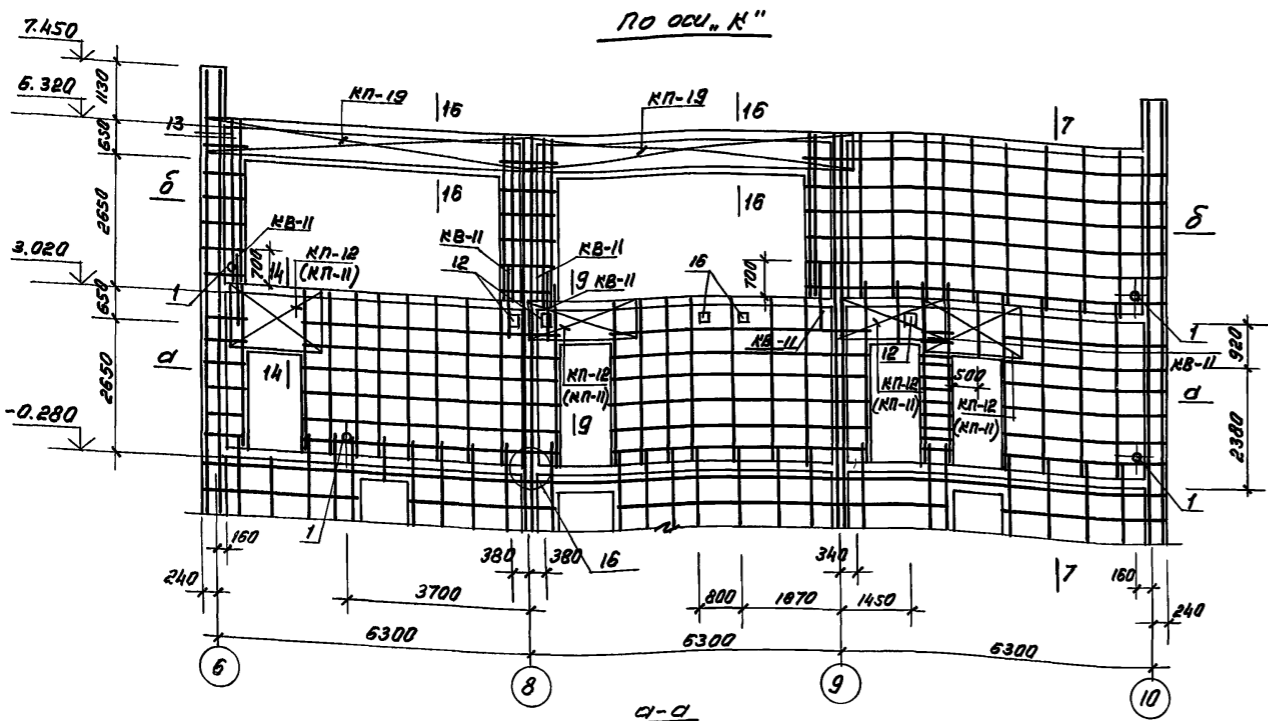 По оси „К"
7.450
6.320
3.020
-0.280
1130
650
2650
650
2650
13
КП-19
16
КП-19
16
7
б
16
16
б
КВ-11
700
14
КП-12
(КП-11)
КВ-11
КВ-11
12
9
КВ-11
16
700
1
1
а
14
КП-12
(КП-11)
9
КВ-11
12
КП-12
(КП-11)
500
КП-12
(КП-11)
КВ-11
920
а
2380
1
1
160
240
380
380
16
340
7
160
240
3700
800
1870
1450
6300
6300
6300
6
8
9
10
а-а